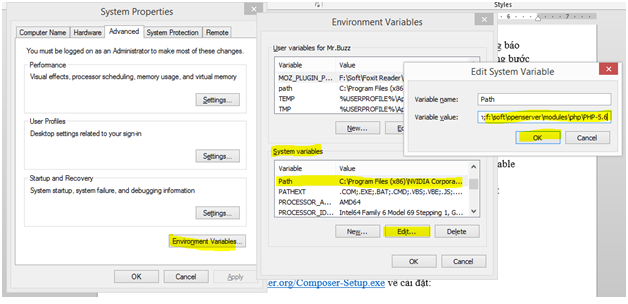 System Properties
Computer Name Hardware Advanced System Protection Remote
You must be logged on as an Administrator to make most of these changes.
Performance
Visual effects, processor scheduling, memory usage, and virtual memory
Settings...
User Profiles
Desktop settings related to your sign-in
Settings...
Startup and Recovery
System startup, system failure, and debugging information
Settings...
Environment Variables...
OK Cancel Apply
Environment Variables
User variables for Mr.Buzz
Variable Value
MOZ_PLUGIN_P... F:\Soft\Foxit Reader
path C:\Program Files (x86
TEMP %USERPROFILE%\Ap
TMP %USERPROFILE%\Ap
New...
System variables
Variable Value
Path C:\Program Files (x86)\NVIDIA Corpora...
PATHEXT .COM;.EXE;.BAT;.CMD;.VBS;.VBE;.JS;....
PROCESSOR_A... AMD64
PROCESSOR_ID... Intel64 Family 6 Model 69 Stepping 1, G...
New... Edit... Delete
OK Cancel
Styles
6 7
báo
bước
Edit System Variable
Variable name: Path
Variable value: ;f:\soft\openserver\modules\php\PHP-5.6
OK Cancel
able
er.org/Composer-Setup.exe về cài đặt: